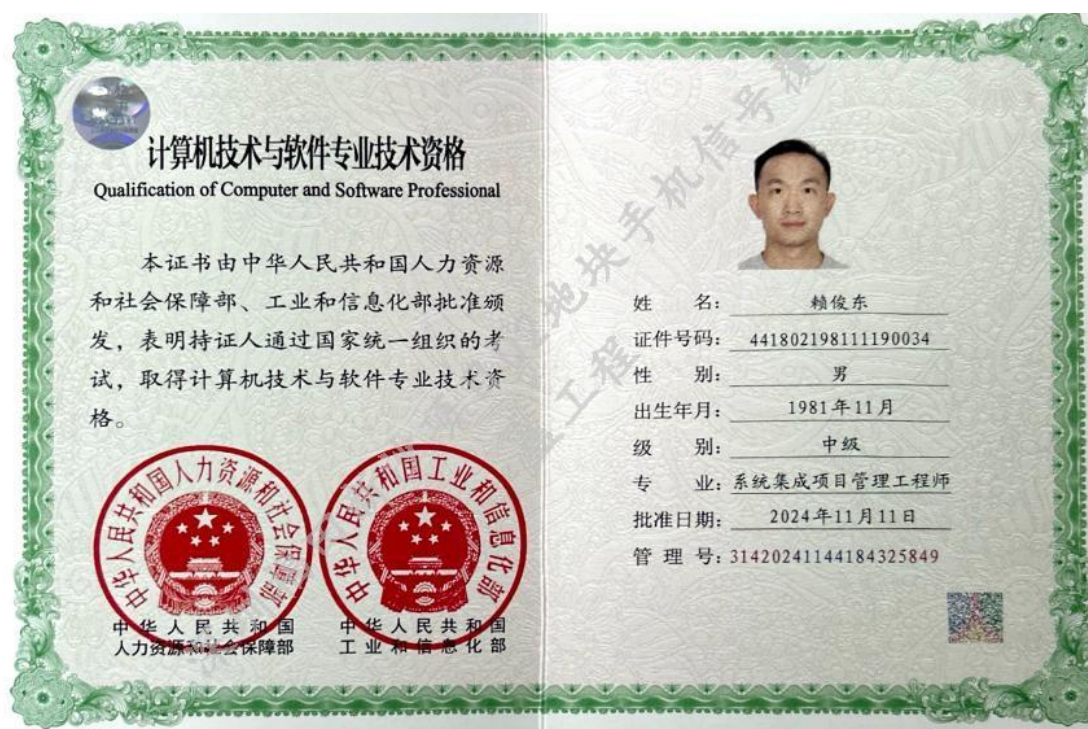 计算机技术与软件专业技术资格
Qualification of Computer and Software Professional
本证书由中华人民共和国人力资源
和社会保障部、工业和信息化部批准颁
发，表明持证人通过国家统一组织的考
试，取得计算机技术与软件专业技术资
格。
中华人民共和国人力资源和社会保障部
中华人民共和国
人力资源和社会保障部
中华人民共和国工业和信息化部
中华人民共和国
工业和信息化部
姓 名：赖俊东
证件号码：441802198111190034
性 别：男
出生年月：1981年11月
级 别：中级
专 业：系统集成项目管理工程师
批准日期：2024年11月11日
管 理 号：31420241144184325849
地块手机信号
工程